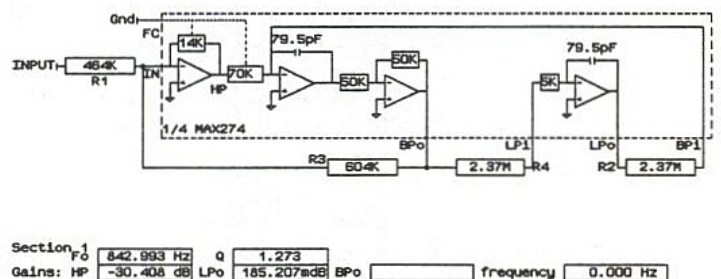 Gnd
FC
14K
79.5pF
50K
79.5pF
INPUT
464K
IN
HP
70K
50K
5K
R1
1/4 MAX274
BPo
LPi
LPo
BPi
R3
604K
2.37M
R4
R2
2.37M
Section 1
Fo 842.993 Hz Q 1.273
Gains: HP -30.408 dB LPo 185.207mdB BPo frequency 0.000 Hz